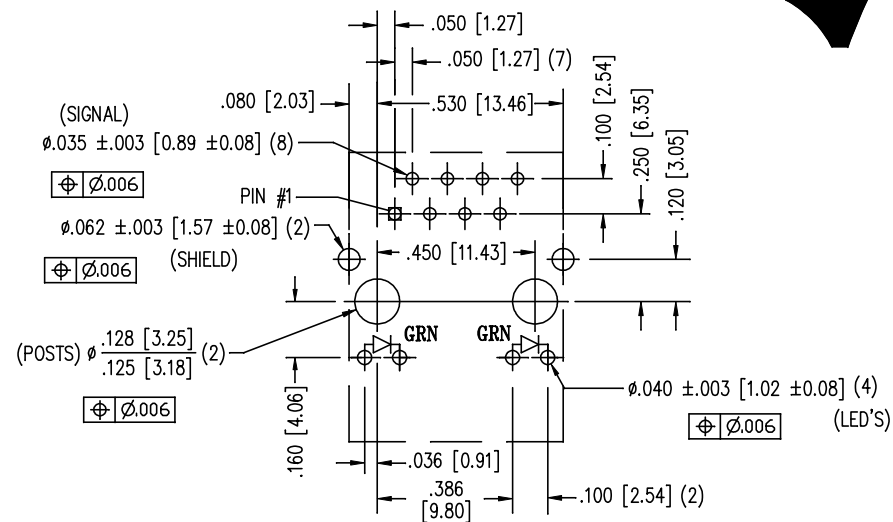 .050 [1.27]
.050 [1.27] (7)
.080 [2.03]
.530 [13.46]
.100 [2.54]
.250 [6.35]
.120 [3.05]
(SIGNAL)
ø.035 ±.003 [0.89 ±0.08] (8)
⌖ Ø.006
PIN #1
ø.062 ±.003 [1.57 ±0.08] (2)
(SHIELD)
⌖ Ø.006
.450 [11.43]
GRN GRN
(POSTS) ø .128 [3.25] (2)
.125 [3.18]
⌖ Ø.006
ø.040 ±.003 [1.02 ±0.08] (4)
(LED'S)
⌖ Ø.006
.160 [4.06]
.036 [0.91]
.386
[9.80]
.100 [2.54] (2)